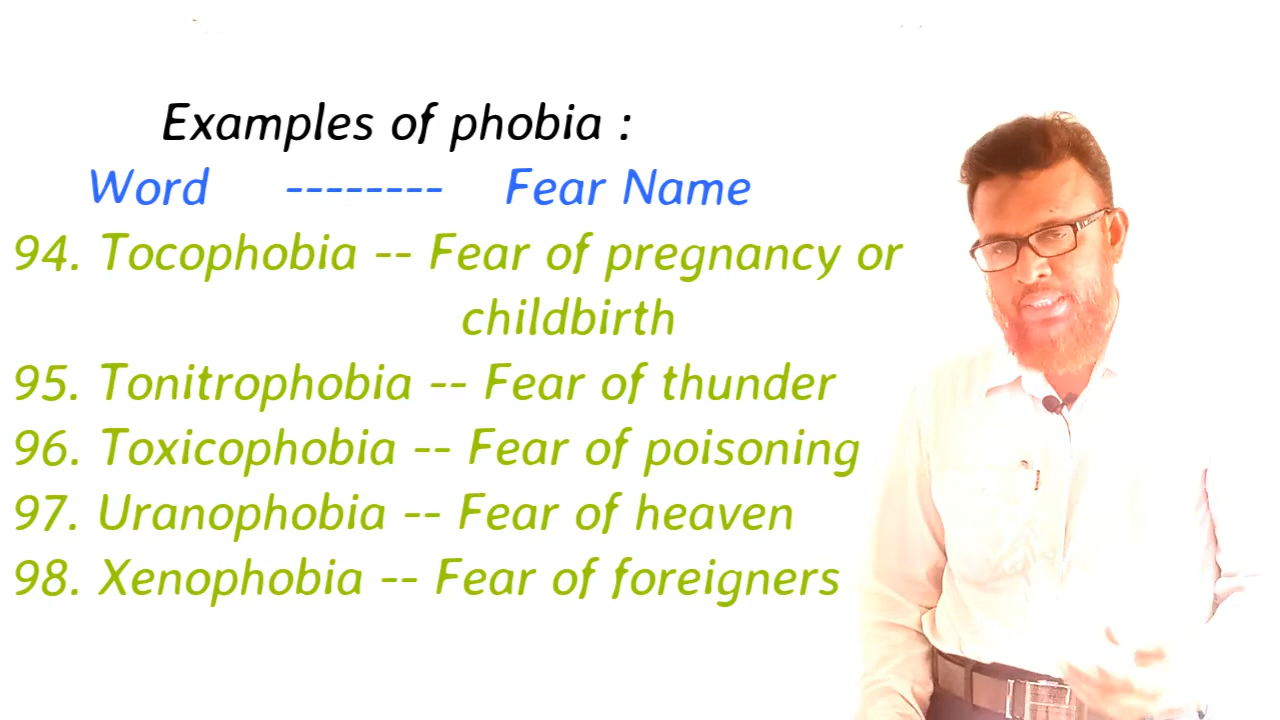 Examples of phobia :
Word -------- Fear Name
94. Tocophobia -- Fear of pregnancy or
childbirth
95. Tonitrophobia -- Fear of thunder
96. Toxicophobia -- Fear of poisoning
97. Uranophobia -- Fear of heaven
98. Xenophobia -- Fear of foreigners